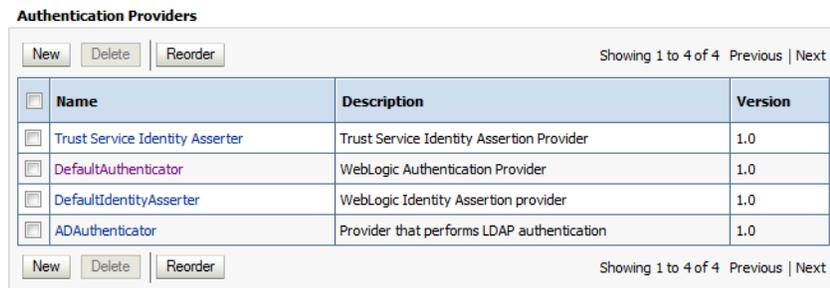 Authentication Providers
New Delete Reorder Showing 1 to 4 of 4 Previous | Next
Name Description Version
Trust Service Identity Asserter Trust Service Identity Assertion Provider 1.0
DefaultAuthenticator WebLogic Authentication Provider 1.0
DefaultIdentityAsserter WebLogic Identity Assertion provider 1.0
ADAuthenticator Provider that performs LDAP authentication 1.0
New Delete Reorder Showing 1 to 4 of 4 Previous | Next